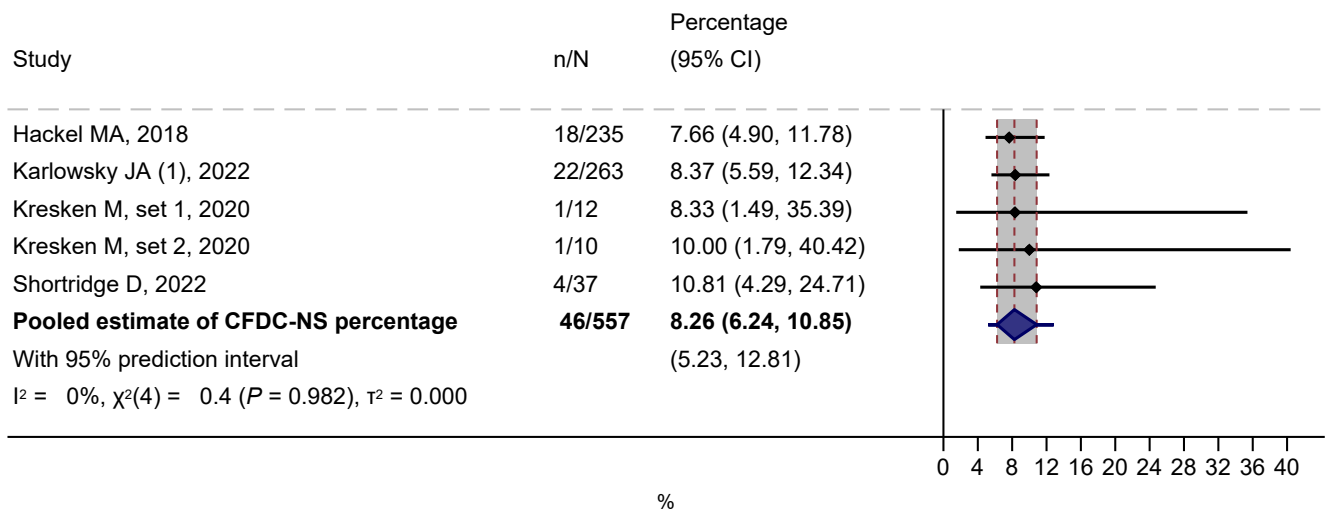 Percentage
Study n/N (95% CI)
Hackel MA, 2018 18/235 7.66 (4.90, 11.78)
Karlowsky JA (1), 2022 22/263 8.37 (5.59, 12.34)
Kresken M, set 1, 2020 1/12 8.33 (1.49, 35.39)
Kresken M, set 2, 2020 1/10 10.00 (1.79, 40.42)
Shortridge D, 2022 4/37 10.81 (4.29, 24.71)
Pooled estimate of CFDC-NS percentage 46/557 8.26 (6.24, 10.85)
With 95% prediction interval (5.23, 12.81)
I² = 0%, χ²(4) = 0.4 (P = 0.982), τ² = 0.000
0 4 8 12 16 20 24 28 32 36 40
%